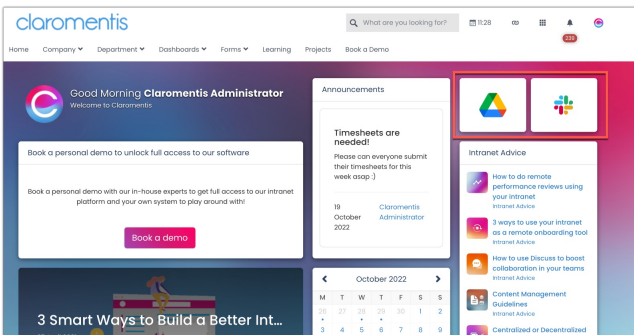 claromentis
What are you looking for?
11:28
239
Home
Company
Department
Dashboards
Forms
Learning
Projects
Book a Demo
Good Morning Claromentis Administrator
Welcome to Claromentis
Book a personal demo to unlock full access to our software
Book a personal demo with our in-house experts to get full access to our intranet
platform and your own system to play around with!
Book a demo
3 Smart Ways to Build a Better Int...
Announcements
Timesheets are
needed!
Please can everyone submit
their timesheets for this
week asap :)
19
October
2022
Claromentis
Administrator
October 2022
M T W T F S S
26 27 28 29 30 1 2
3 4 5 6 7 8 9
Intranet Advice
How to do remote
performance reviews using
your intranet
Intranet Advice
3 ways to use your intranet
as a remote onboarding tool
Intranet Advice
How to use Discuss to boost
collaboration in your teams
Intranet Advice
Content Management
Guidelines
Intranet Advice
Centralized or Decentralized